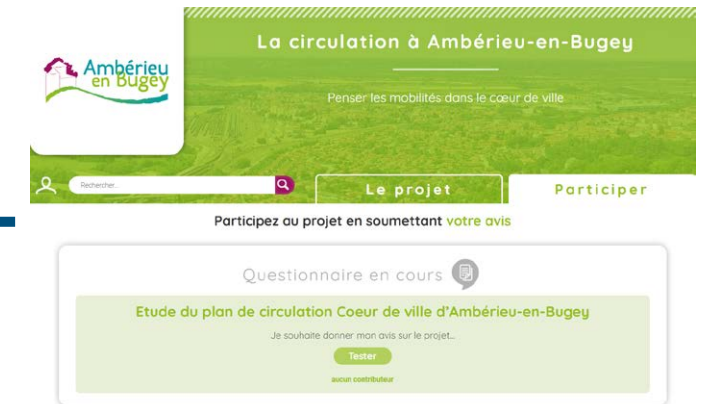 La circulation à Ambérieu-en-Bugey
Ambérieu
en Bugey
Penser les mobilités dans le cœur de ville
Rechercher...
Le projet
Participer
Participez au projet en soumettant votre avis
Questionnaire en cours
Etude du plan de circulation Coeur de ville d'Ambérieu-en-Bugey
Je souhaite donner mon avis sur le projet...
Tester
aucun contributeur